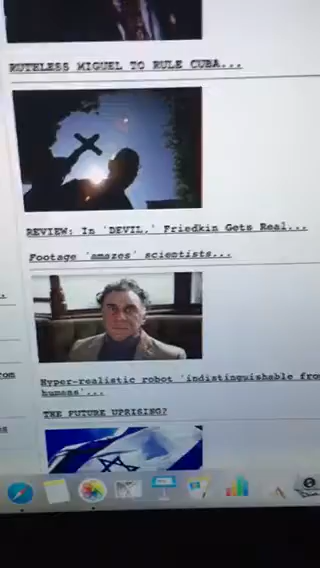 RUTHLESS MIGUEL TO RULE CUBA...
REVIEW: In 'DEVIL,' Friedkin Gets Real...
Footage 'amazes' scientists...
Hyper-realistic robot 'indistinguishable from
humans'...
THE FUTURE UPRISING?